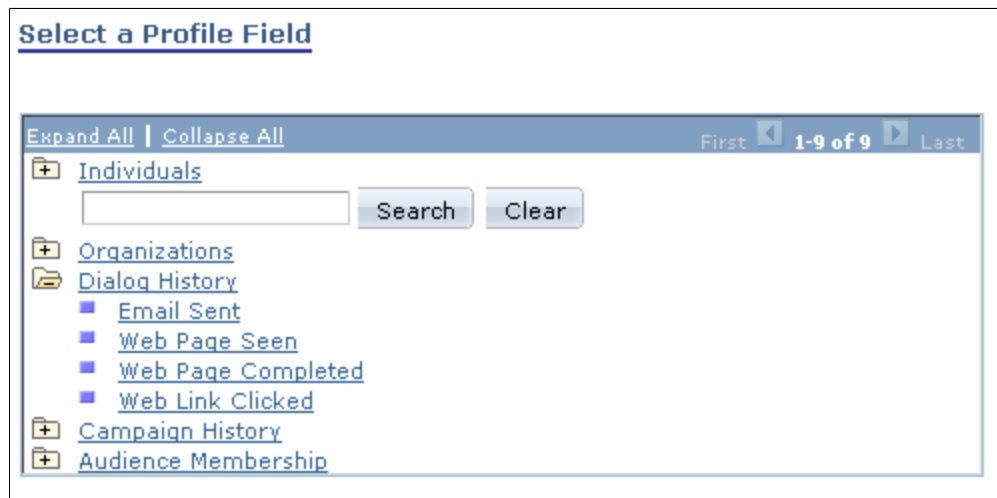 Select a Profile Field
Expand All | Collapse All First 1-9 of 9 Last
Individuals
Search Clear
Organizations
Dialog History
Email Sent
Web Page Seen
Web Page Completed
Web Link Clicked
Campaign History
Audience Membership